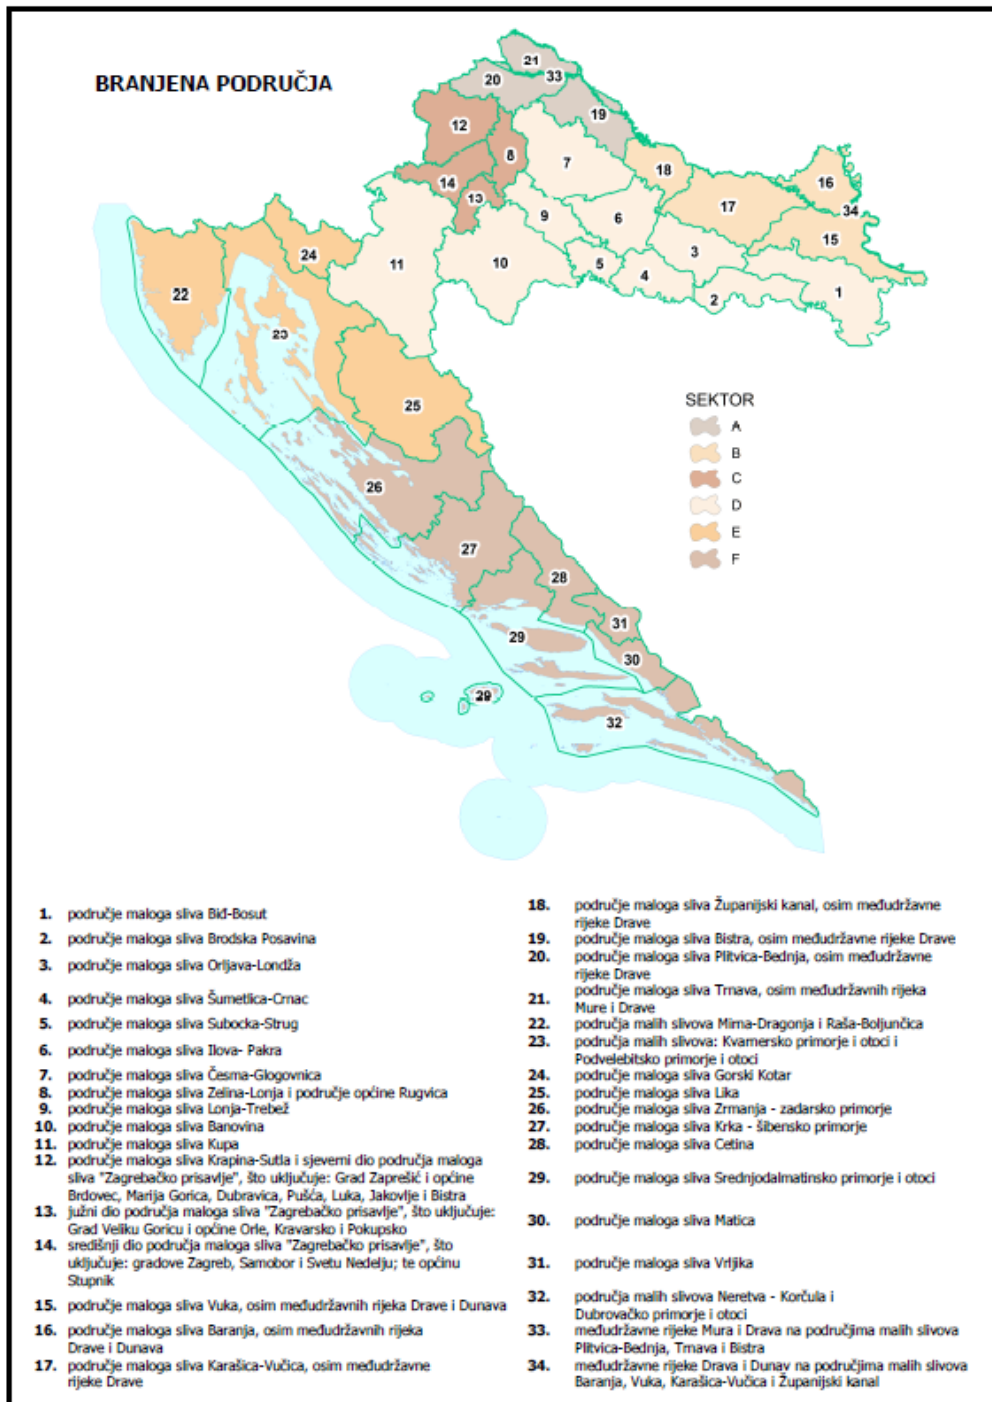 BRANJENA PODRUČJA
21
33
20
19
12
8
7
18
16
14
13
17
34
9
6
15
24
3
11
10
5
4
1
22
2
23
25
SEKTOR
A
B
C
D
E
F
26
27
28
31
29
30
29
32
1. područje maloga sliva Biđ-Bosut
2. područje maloga sliva Brodska Posavina
3. područje maloga sliva Orljava-Londža
4. područje maloga sliva Šumetlica-Crnac
5. područje maloga sliva Subocka-Strug
6. područje maloga sliva Ilova- Pakra
7. područje maloga sliva Česma-Glogovnica
8. područje maloga sliva Zelina-Lonja i područje općine Rugvica
9. područje maloga sliva Lonja-Trebež
10. područje maloga sliva Banovina
11. područje maloga sliva Kupa
12. područje maloga sliva Krapina-Sutla i sjeverni dio područja maloga
sliva "Zagrebačko prisavlje", što uključuje: Grad Zaprešić i općine
Brdovec, Marija Gorica, Dubravica, Pušća, Luka, Jakovlje i Bistra
13. južni dio područja maloga sliva "Zagrebačko prisavlje", što uključuje:
Grad Veliku Goricu i općine Orle, Kravarsko i Pokupsko
14. središnji dio područja maloga sliva "Zagrebačko prisavlje", što
uključuje: gradove Zagreb, Samobor i Svetu Nedelju; te općinu
Stupnik
15. područje maloga sliva Vuka, osim međudržavnih rijeka Drave i Dunava
16. područje maloga sliva Baranja, osim međudržavnih rijeka
Drave i Dunava
17. područje maloga sliva Karašica-Vučica, osim međudržavne
rijeke Drave
18. područje maloga sliva Županijski kanal, osim međudržavne
rijeke Drave
19. područje maloga sliva Bistra, osim međudržavne rijeke Drave
20. područje maloga sliva Plitvica-Bednja, osim međudržavne
rijeke Drave
21. područje maloga sliva Trnava, osim međudržavnih rijeka
Mure i Drave
22. područja malih slivova Mirna-Dragonja i Raša-Boljunčica
23. područja malih slivova: Kvarnersko primorje i otoci i
Podvelebitsko primorje i otoci
24. područje maloga sliva Gorski Kotar
25. područje maloga sliva Lika
26. područje maloga sliva Zrmanja - zadarsko primorje
27. područje maloga sliva Krka - šibensko primorje
28. područje maloga sliva Cetina
29. područje maloga sliva Srednjodalmatinsko primorje i otoci
30. područje maloga sliva Matica
31. područje maloga sliva Vrljika
32. područja malih slivova Neretva - Korčula i
Dubrovačko primorje i otoci
33. međudržavne rijeke Mura i Drava na područjima malih slivova
Plitvica-Bednja, Trnava i Bistra
34. međudržavne rijeke Drava i Dunav na područjima malih slivova
Baranja, Vuka, Karašica-Vučica i Županijski kanal